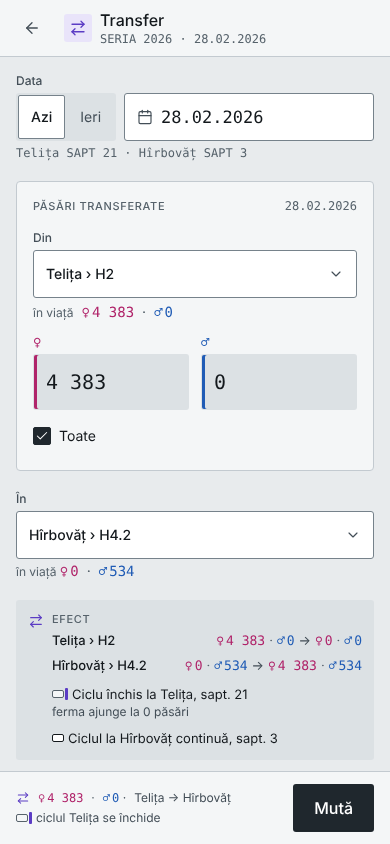 Transfer
SERIA 2026 · 28.02.2026
Data
Azi Ieri 28.02.2026
Telița SAPT 21 · Hîrbovăț SAPT 3
PĂSĂRI TRANSFERATE 28.02.2026
Din
Telița › H2
în viață ♀4 383 · ♂0
♀ ♂
4 383 0
Toate
În
Hîrbovăț › H4.2
în viață ♀0 · ♂534
EFECT
Telița › H2 ♀4 383 · ♂0 → ♀0 · ♂0
Hîrbovăț › H4.2 ♀0 · ♂534 → ♀4 383 · ♂534
Ciclu închis la Telița, sapt. 21
ferma ajunge la 0 păsări
Ciclul la Hîrbovăț continuă, sapt. 3
♀4 383 · ♂0 · Telița → Hîrbovăț
ciclul Telița se închide
Mută